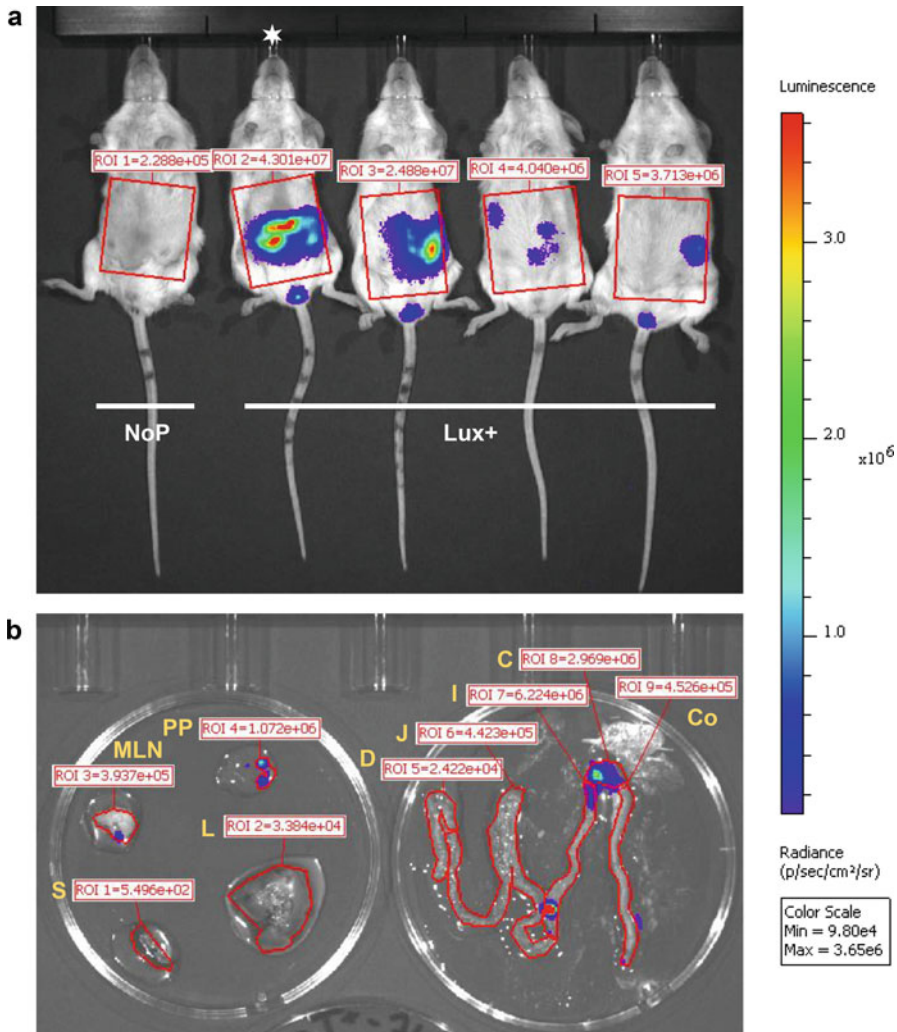 a
ROI 1=2.288e+05
ROI 2=4.301e+07
ROI 3=2.488e+07
ROI 4=4.040e+06
ROI 5=3.713e+06
NoP
Lux+
Luminescence
3.0
2.0
x10⁶
1.0
Radiance
(p/sec/cm²/sr)
Color Scale
Min = 9.80e4
Max = 3.65e6
b
C
ROI 8=2.969e+06
I
ROI 7=6.224e+06
ROI 9=4.526e+05
Co
PP
ROI 4=1.072e+06
J
ROI 6=4.423e+05
MLN
ROI 3=3.937e+05
D
ROI 5=2.422e+04
L
ROI 2=3.384e+04
S
ROI 1=5.496e+02